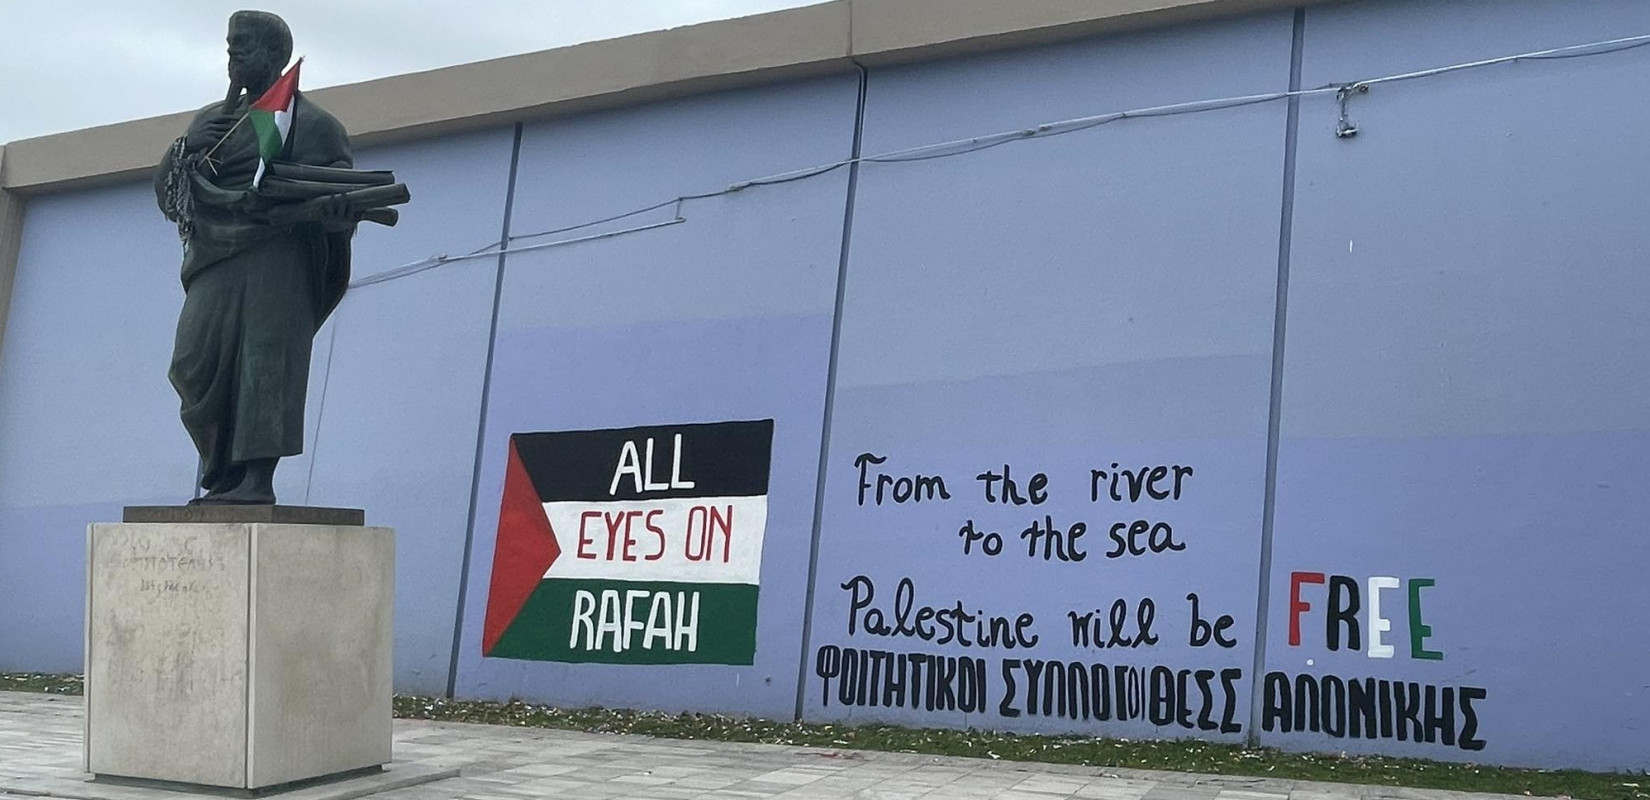 ALL
EYES ON
RAFAH
From the river
to the sea
Palestine will be FREE
ΦΟΙΤΗΤΙΚΟΙ ΣΥΛΛΟΓΟΙ ΘΕΣΣΑΛΟΝΙΚΗΣ